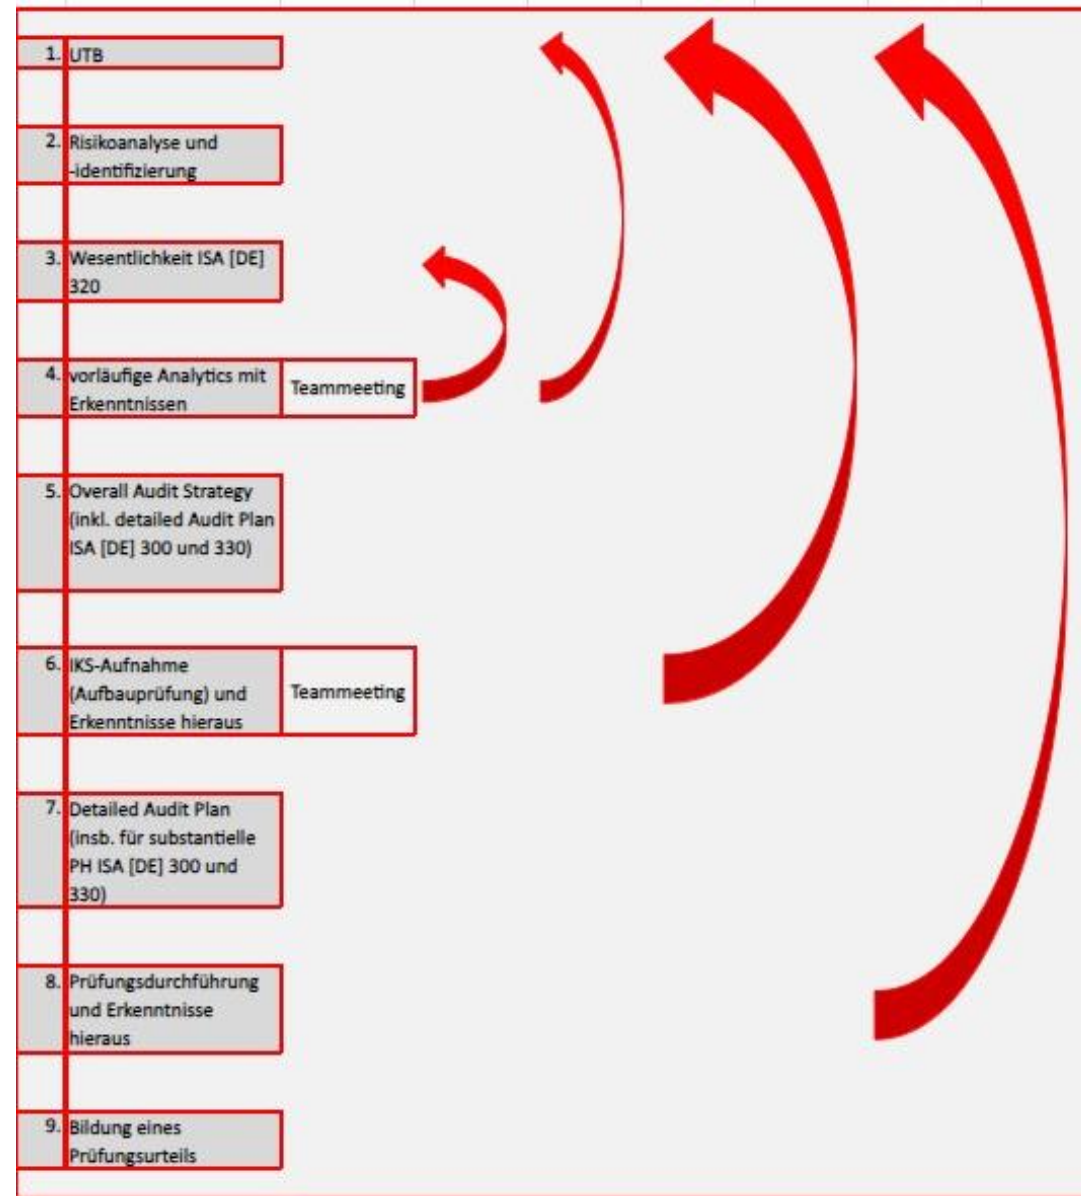 1. UTB
2. Risikoanalyse und
-identifizierung
3. Wesentlichkeit ISA [DE]
320
4. vorläufige Analytics mit
Erkenntnissen
Teammeeting
5. Overall Audit Strategy
(inkl. detailed Audit Plan
ISA [DE] 300 und 330)
6. IKS-Aufnahme
(Aufbauprüfung) und
Erkenntnisse hieraus
Teammeeting
7. Detailed Audit Plan
(insb. für substantielle
PH ISA [DE] 300 und
330)
8. Prüfungsdurchführung
und Erkenntnisse
hieraus
9. Bildung eines
Prüfungsurteils